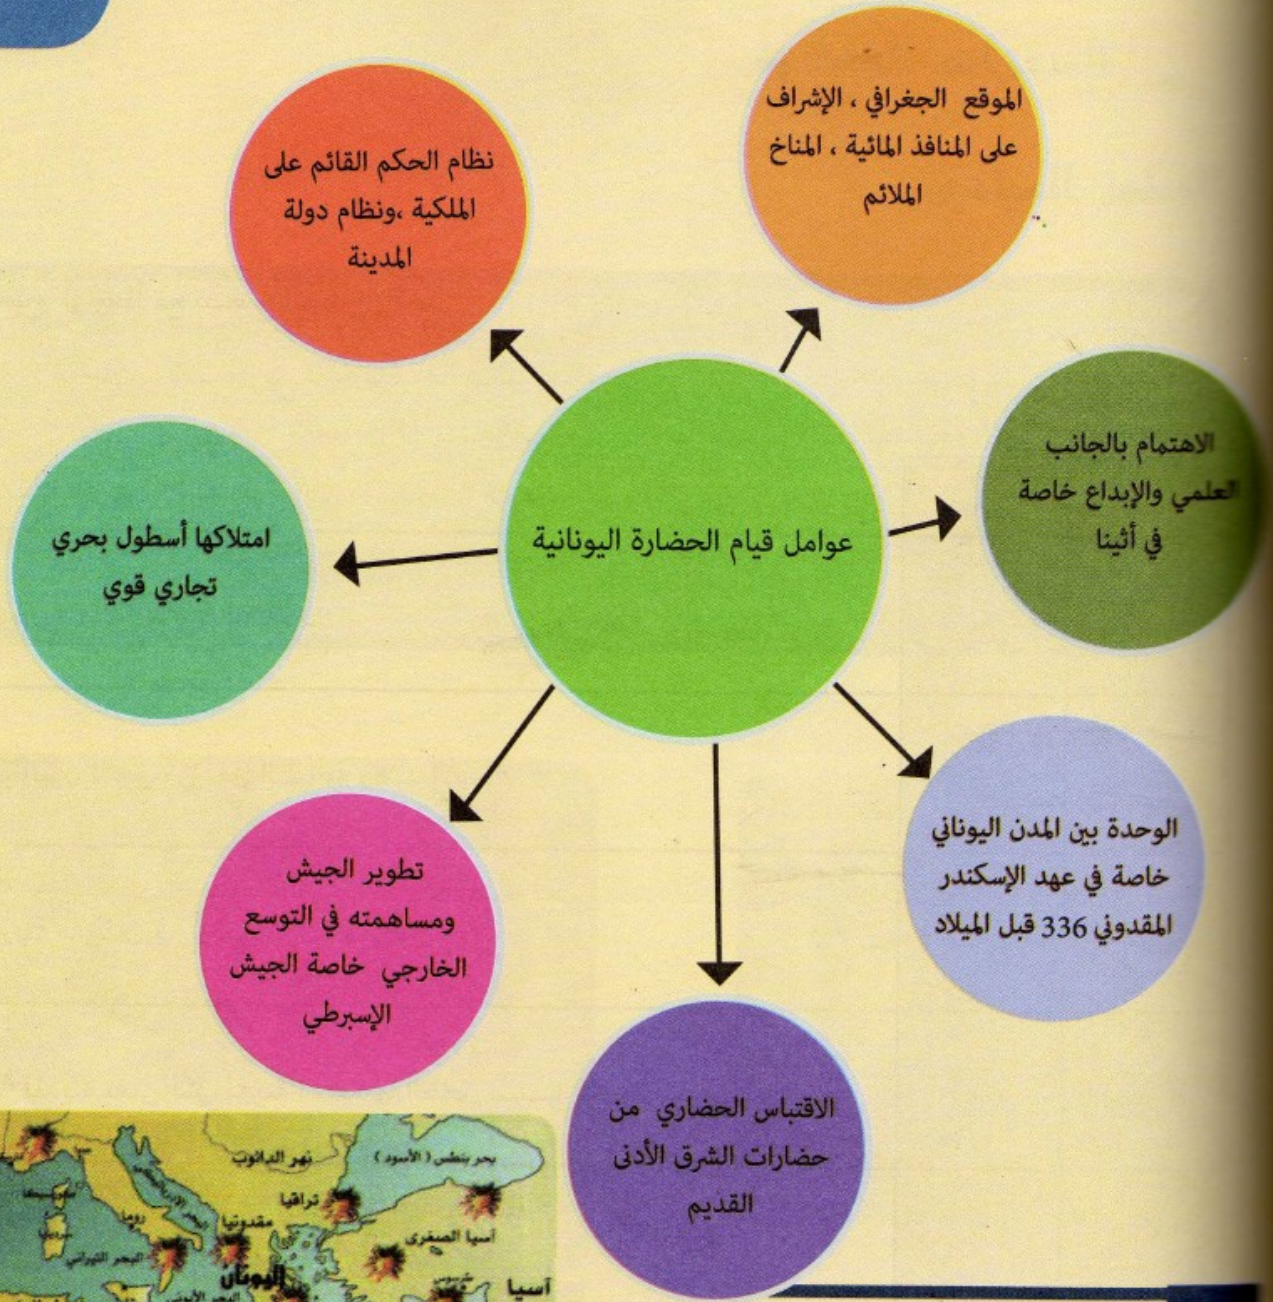 الموقع الجغرافي ، الإشراف
على المنافذ المائية ، المناخ
الملائم
نظام الحكم القائم على
الملكية ،ونظام دولة
المدينة
الاهتمام بالجانب
العلمي والإبداع خاصة
في أثينا
عوامل قيام الحضارة اليونانية
امتلاكها أسطول بحري
تجاري قوي
الوحدة بين المدن اليوناني
خاصة في عهد الإسكندر
المقدوني 336 قبل الميلاد
تطوير الجيش
ومساهمته في التوسع
الخارجي خاصة الجيش
الإسبرطي
الاقتباس الحضاري من
حضارات الشرق الأدنى
القديم
بحر بنطس ( الأسود )
نهر الدانوب
تراقيا
مقدونيا
روما
آسيا الصغرى
البحر التيراني
اليونان
آسيا